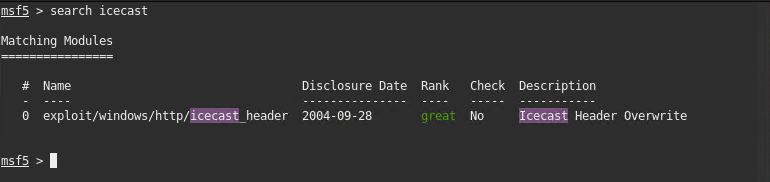 msf5 > search icecast
Matching Modules
================
#  Name                                 Disclosure Date  Rank   Check  Description
-  ----                                 ---------------  ----   -----  -----------
0  exploit/windows/http/icecast_header  2004-09-28       great  No     Icecast Header Overwrite
msf5 >